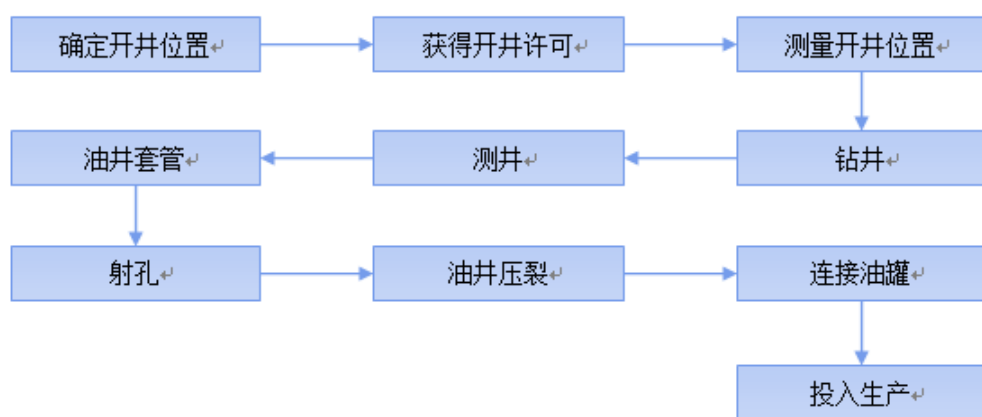 确定开井位置
获得开井许可
测量开井位置
钻井
测井
油井套管
射孔
油井压裂
连接油罐
投入生产